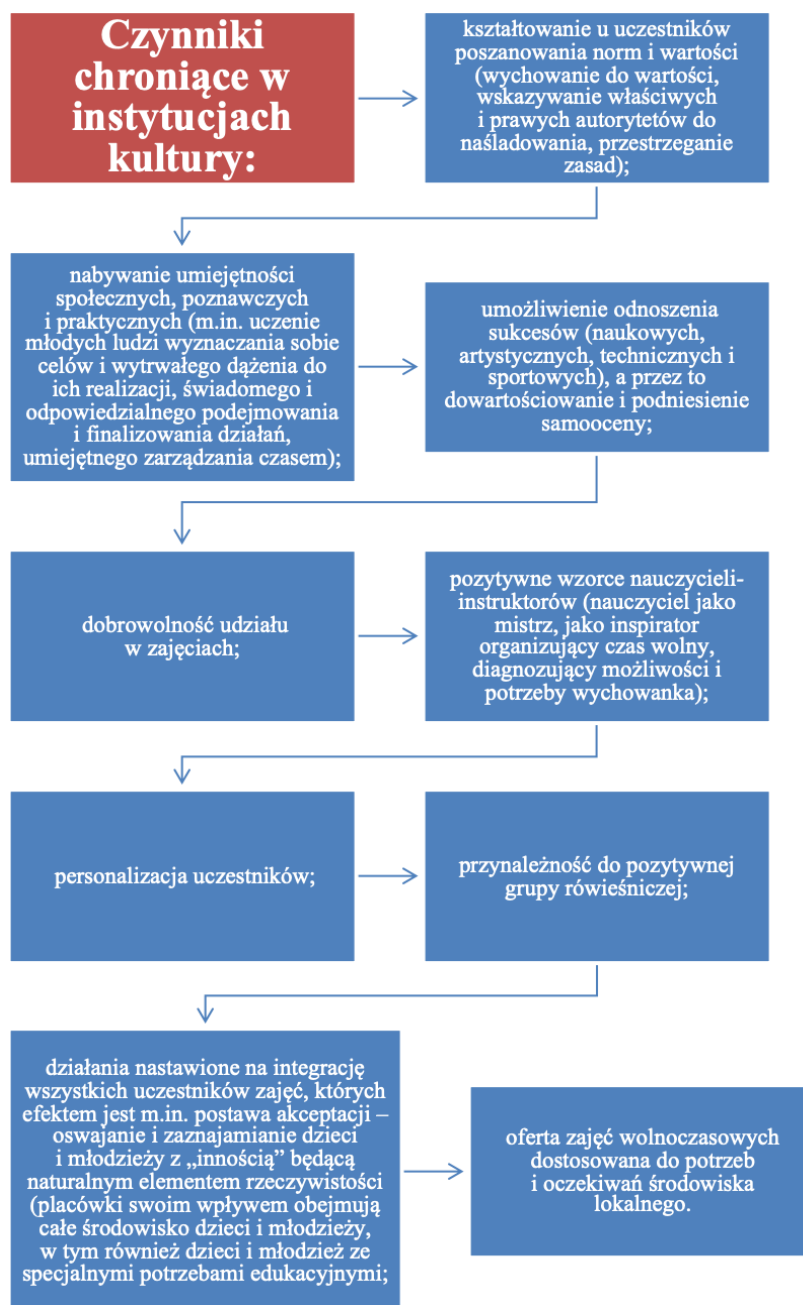 Czynniki
chroniące w
instytucjach
kultury:
kształtowanie u uczestników
poszanowania norm i wartości
(wychowanie do wartości,
wskazywanie właściwych
i prawych autorytetów do
naśladowania, przestrzeganie
zasad);
nabywanie umiejętności
społecznych, poznawczych
i praktycznych (m.in. uczenie
młodych ludzi wyznaczania sobie
celów i wytrwałego dążenia do
ich realizacji, świadomego i
odpowiedzialnego podejmowania
i finalizowania działań,
umiejętnego zarządzania czasem);
umożliwienie odnoszenia
sukcesów (naukowych,
artystycznych, technicznych i
sportowych), a przez to
dowartościowanie i podniesienie
samooceny;
dobrowolność udziału
w zajęciach;
pozytywne wzorce nauczycieli-
instruktorów (nauczyciel jako
mistrz, jako inspirator
organizujący czas wolny,
diagnozujący możliwości i
potrzeby wychowanka);
personalizacja uczestników;
przynależność do pozytywnej
grupy rówieśniczej;
działania nastawione na integrację
wszystkich uczestników zajęć, których
efektem jest m.in. postawa akceptacji –
oswajanie i zaznajamianie dzieci
i młodzieży z „innością” będącą
naturalnym elementem rzeczywistości
(placówki swoim wpływem obejmują
całe środowisko dzieci i młodzieży,
w tym również dzieci i młodzież ze
specjalnymi potrzebami edukacyjnymi;
oferta zajęć wolnoczasowych
dostosowana do potrzeb
i oczekiwań środowiska
lokalnego.